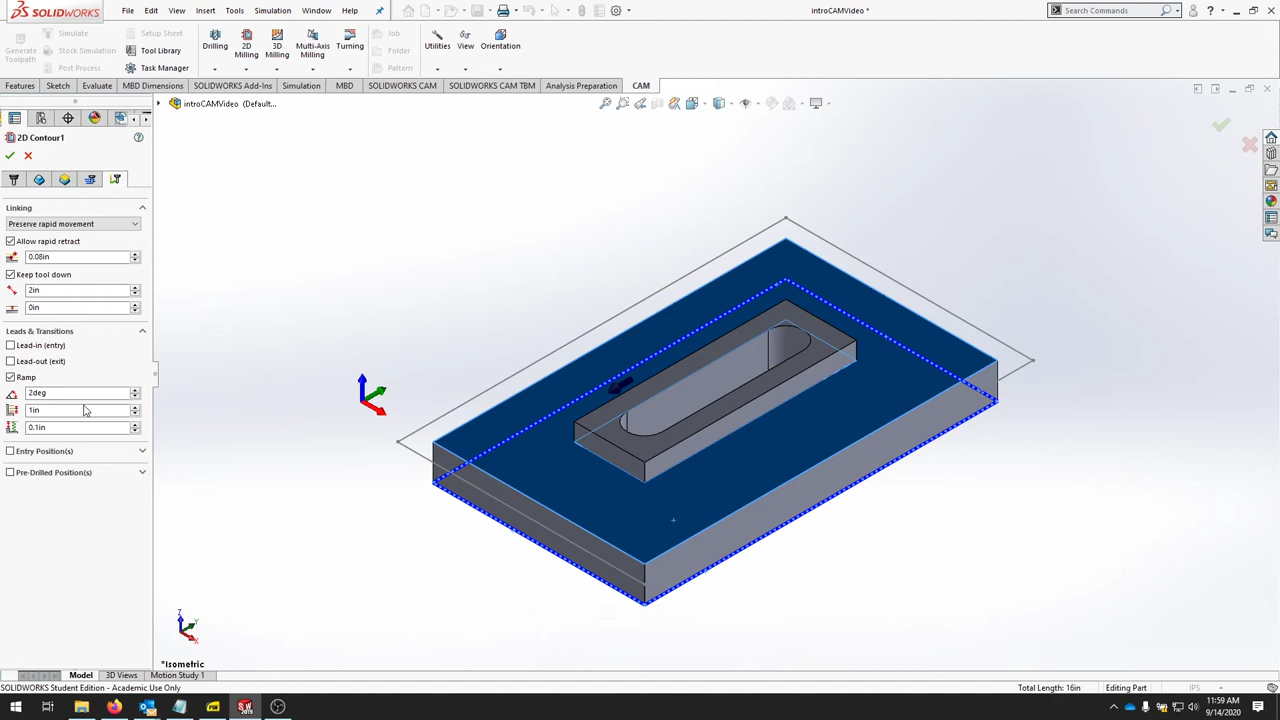 SOLIDWORKS
File Edit View Insert Tools Simulation Window Help
introCAMVideo *
Search Commands
Generate Toolpath
Simulate
Stock Simulation
Post Process
Setup Sheet
Tool Library
Task Manager
Drilling
2D Milling
3D Milling
Multi-Axis Milling
Turning
Job
Folder
Pattern
Utilities
View
Orientation
Features Sketch Evaluate MBD Dimensions SOLIDWORKS Add-Ins Simulation MBD SOLIDWORKS CAM SOLIDWORKS CAM TBM Analysis Preparation CAM
introCAMVideo (Default...
2D Contour1
Linking
Preserve rapid movement
Allow rapid retract
0.08in
Keep tool down
2in
0in
Leads & Transitions
Lead-in (entry)
Lead-out (exit)
Ramp
2deg
1in
0.1in
Entry Position(s)
Pre-Drilled Position(s)
Z
Y
X
*Isometric
Model 3D Views Motion Study 1
SOLIDWORKS Student Edition - Academic Use Only
Total Length: 16in Editing Part IPS
11:59 AM
9/14/2020